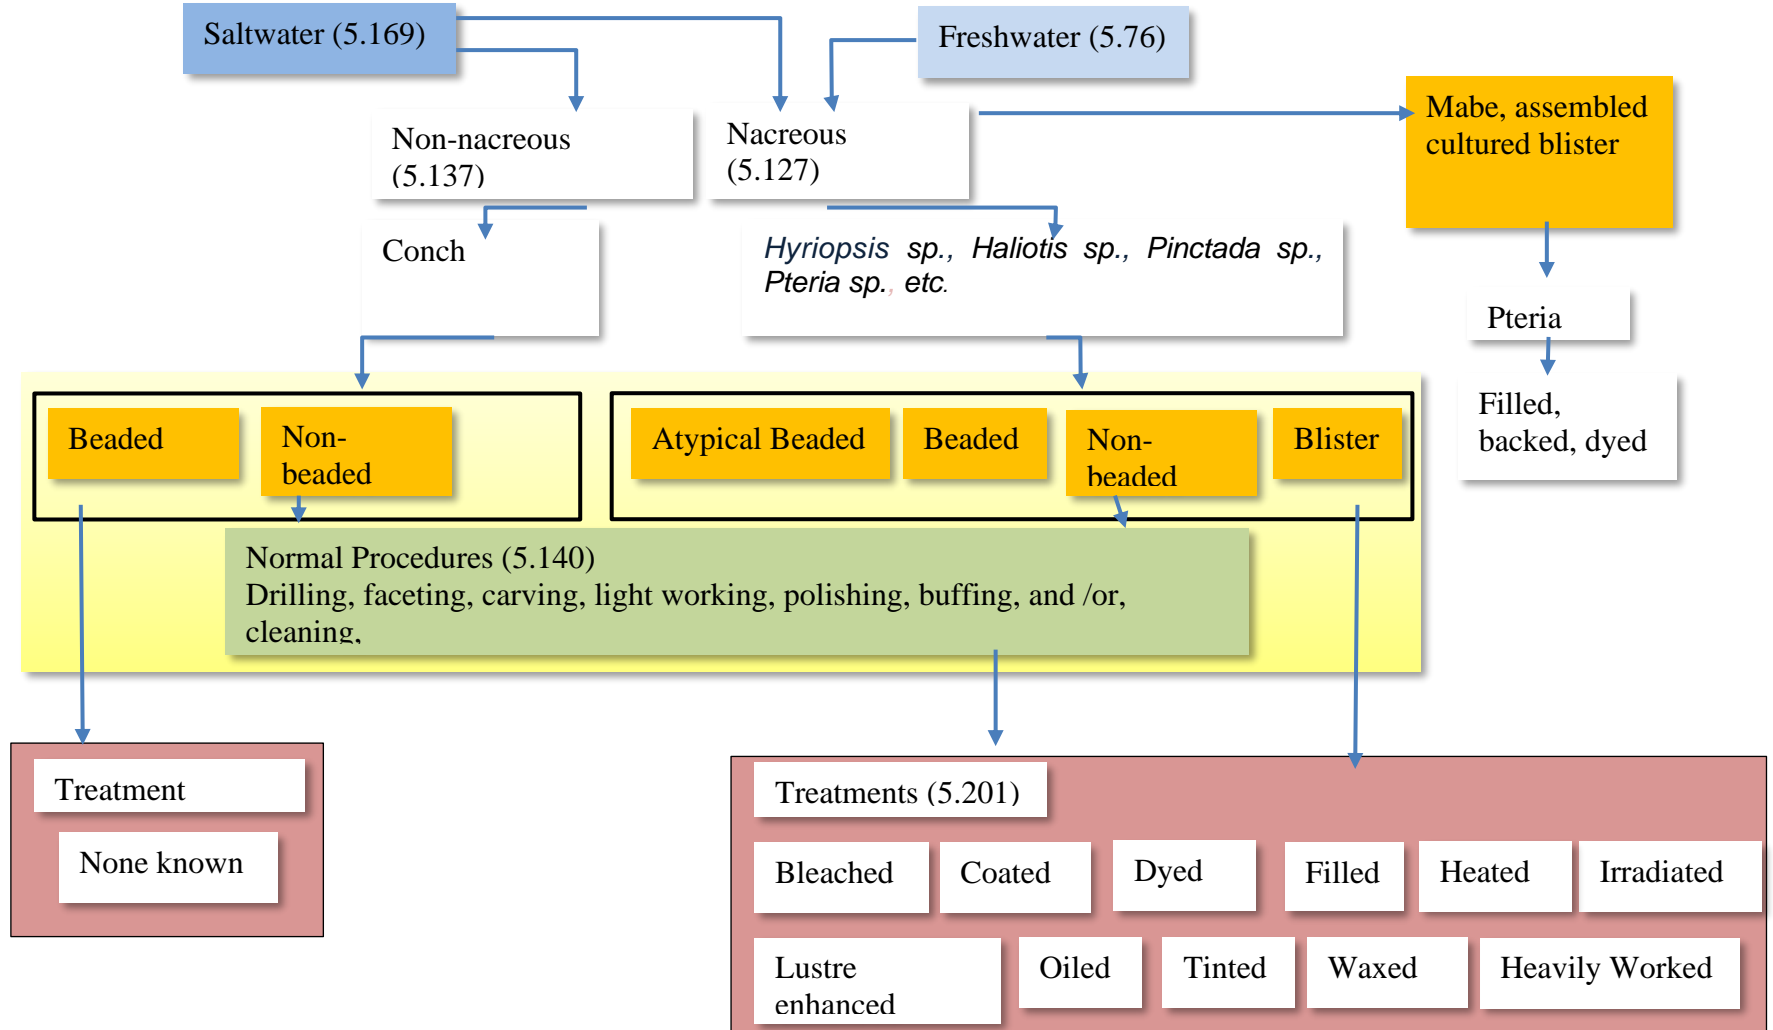 Saltwater (5.169)
Freshwater (5.76)
Non-nacreous
(5.137)
Nacreous
(5.127)
Mabe, assembled
cultured blister
Conch
Hyriopsis sp., Haliotis sp., Pinctada sp.,
Pteria sp., etc.
Pteria
Filled,
backed, dyed
Beaded
Non-
beaded
Atypical Beaded
Beaded
Non-
beaded
Blister
Normal Procedures (5.140)
Drilling, faceting, carving, light working, polishing, buffing, and /or,
cleaning,
Treatment
None known
Treatments (5.201)
Bleached
Coated
Dyed
Filled
Heated
Irradiated
Lustre
enhanced
Oiled
Tinted
Waxed
Heavily Worked